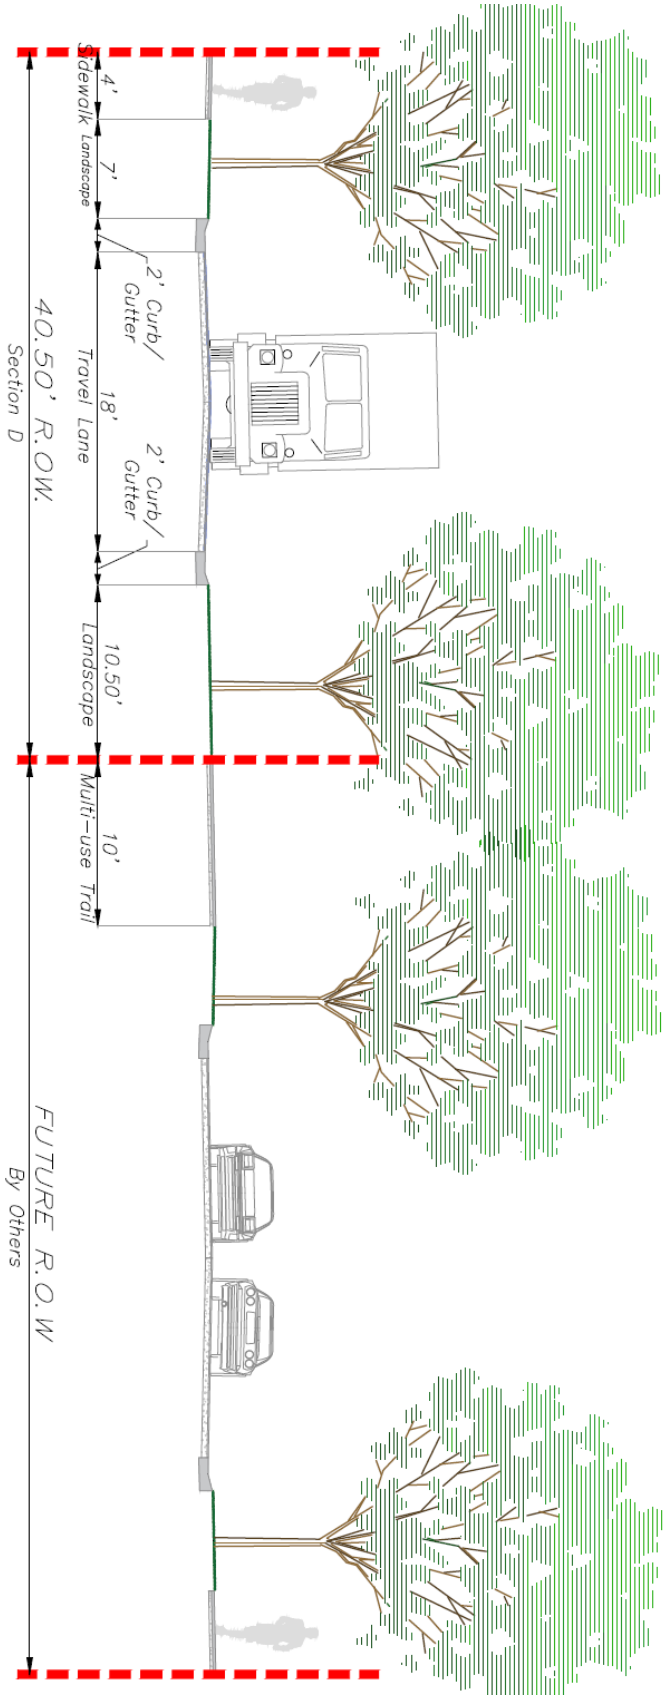 4'
Sidewalk
7'
Landscape
2' Curb/
Gutter
18'
Travel Lane
2' Curb/
Gutter
10.50'
Landscape
10'
Multi-use Trail
40.50' R.OW.
Section D
FUTURE R.O.W
By Others